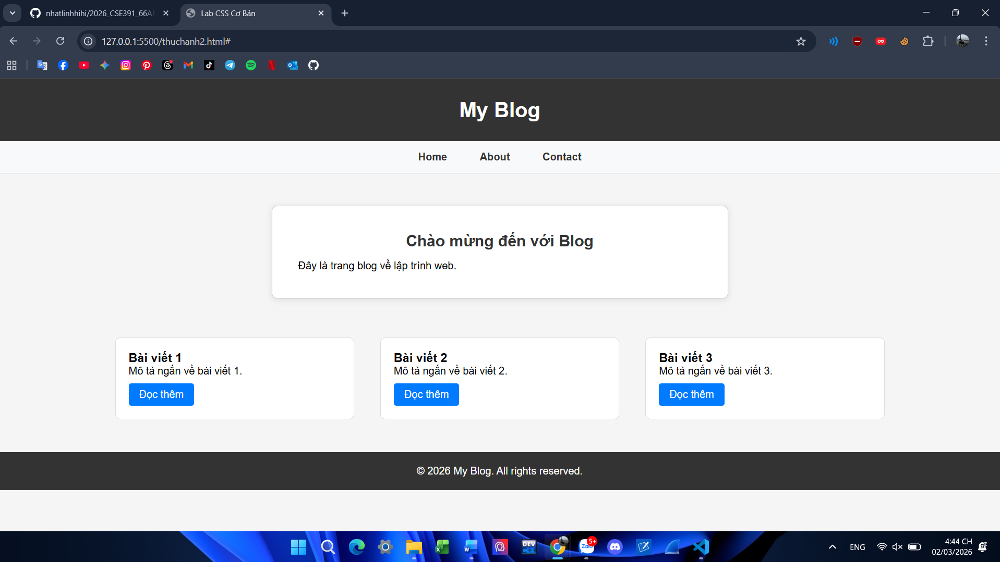 nhatlinhhihi/2026_CSE391_66A
Lab CSS Cơ Bản
127.0.0.1:5500/thuchanh2.html#
My Blog
Home About Contact
Chào mừng đến với Blog
Đây là trang blog về lập trình web.
Bài viết 1
Mô tả ngắn về bài viết 1.
Đọc thêm
Bài viết 2
Mô tả ngắn về bài viết 2.
Đọc thêm
Bài viết 3
Mô tả ngắn về bài viết 3.
Đọc thêm
© 2026 My Blog. All rights reserved.
DEV
C++
Zalo
5+
ENG
4:44 CH
02/03/2026